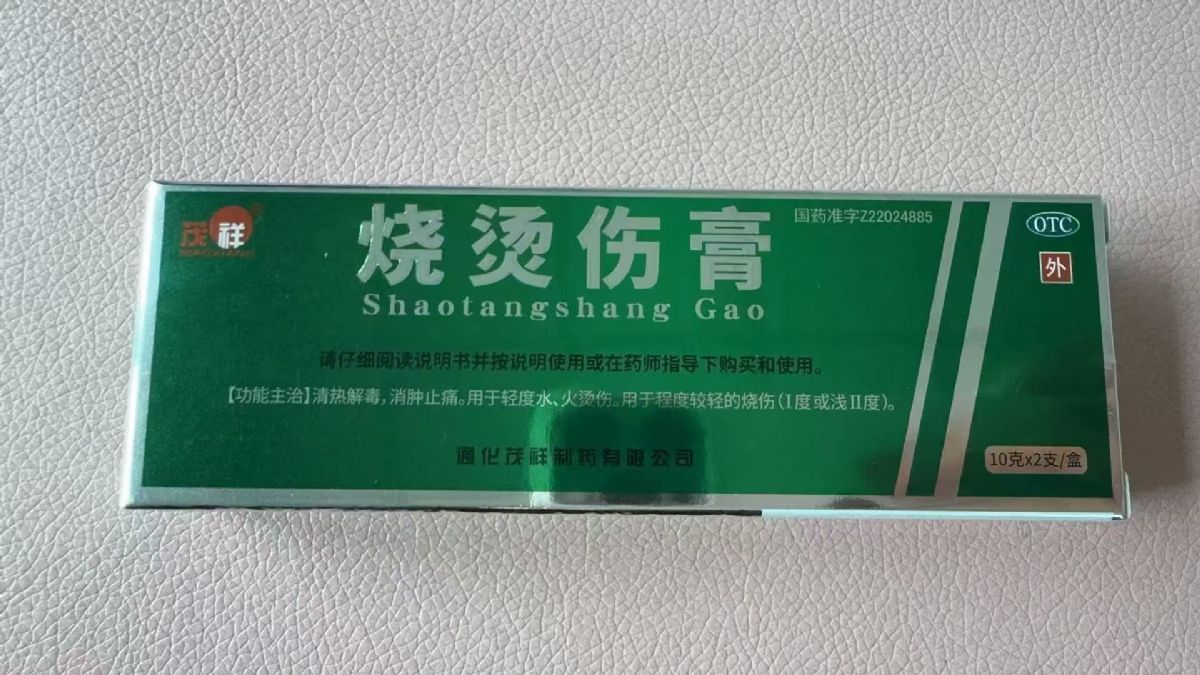 茂祥
MAOXIANG
烧烫伤膏
国药准字Z22024885
OTC
外
Shaotangshang Gao
请仔细阅读说明书并按说明使用或在药师指导下购买和使用。
【功能主治】清热解毒,消肿止痛。用于轻度水、火烫伤。用于程度较轻的烧伤(I度或浅II度)。
通化茂祥制药有限公司
10克x2支/盒